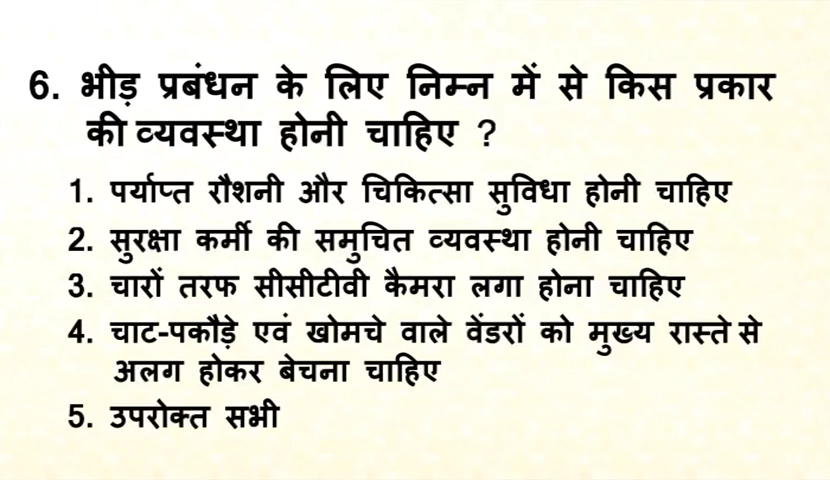 6. भीड़ प्रबंधन के लिए निम्न में से किस प्रकार
की व्यवस्था होनी चाहिए ?
1. पर्याप्त रौशनी और चिकित्सा सुविधा होनी चाहिए
2. सुरक्षा कर्मी की समुचित व्यवस्था होनी चाहिए
3. चारों तरफ सीसीटीवी कैमरा लगा होना चाहिए
4. चाट-पकौड़े एवं खोमचे वाले वेंडरों को मुख्य रास्ते से
अलग होकर बेचना चाहिए
5. उपरोक्त सभी